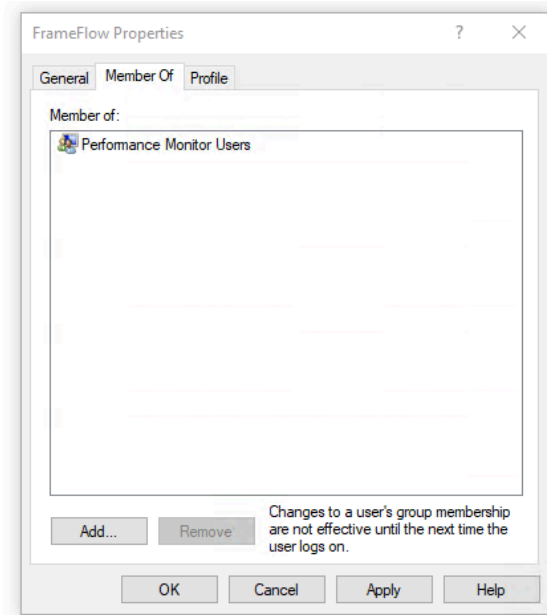 FrameFlow Properties
?
General Member Of Profile
Member of:
Performance Monitor Users
Add... Remove
Changes to a user's group membership
are not effective until the next time the
user logs on.
OK Cancel Apply Help